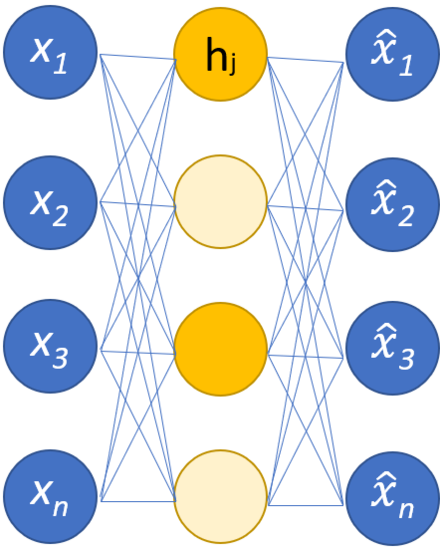 x₁ hⱼ x̂₁
x₂ x̂₂
x₃ x̂₃
xₙ x̂ₙ